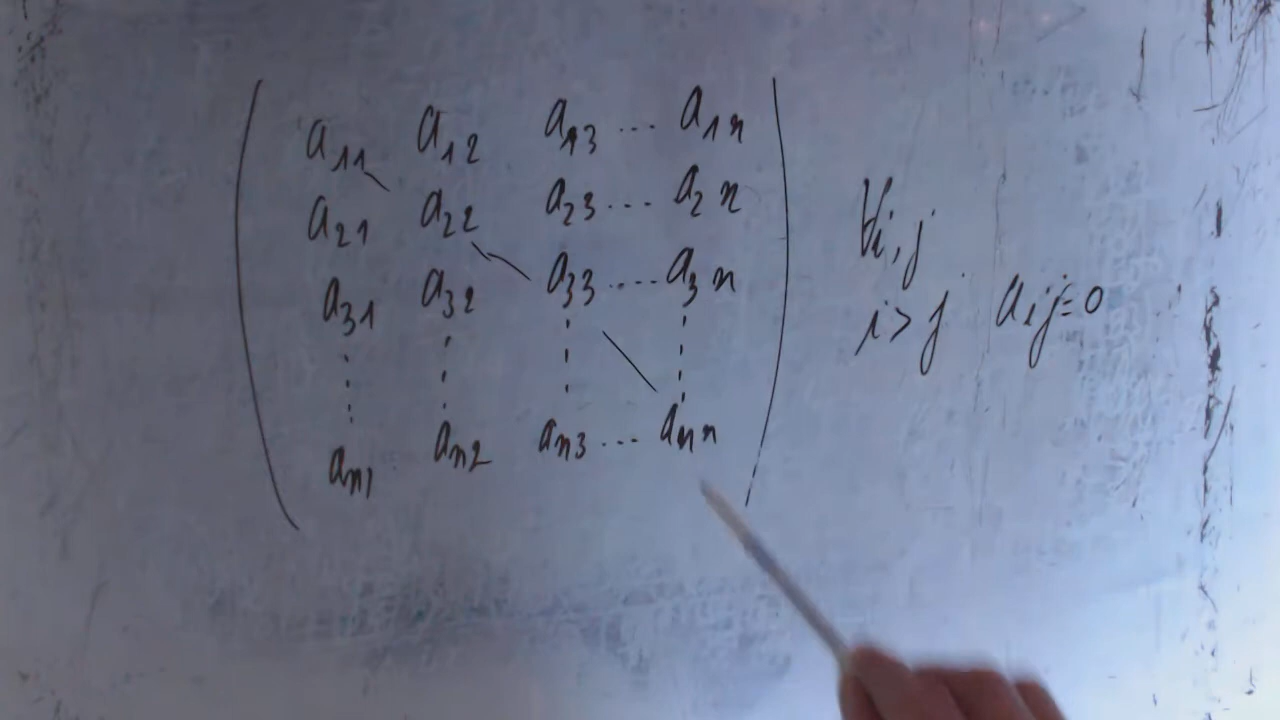 a11 a12 a13 ... a1n
a21 a22 a23 ... a2n
a31 a32 a33 ... a3n
an1 an2 an3 ... ann
∀i,j
i>j aij=0